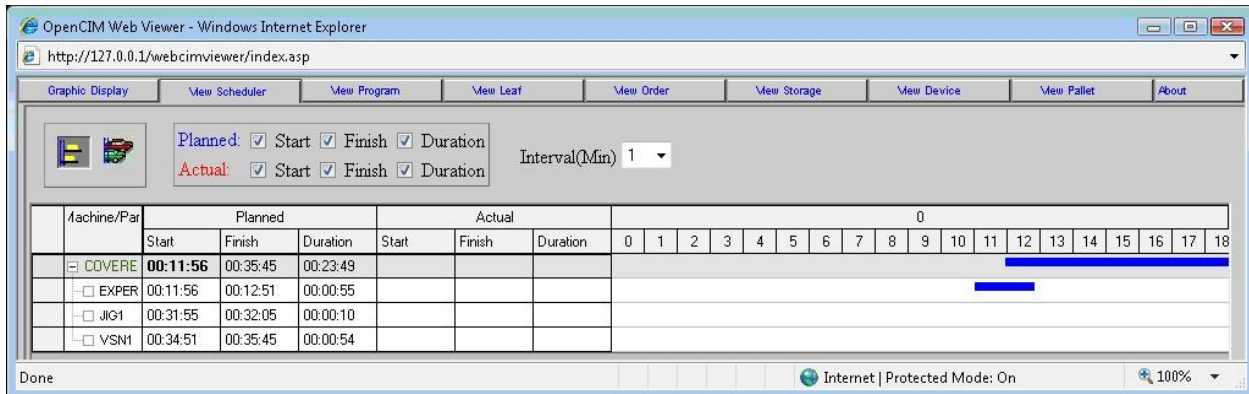 OpenCIM Web Viewer - Windows Internet Explorer
http://127.0.0.1/webcimviewer/index.asp
Graphic Display View Scheduler View Program View Leaf View Order View Storage View Device View Pallet About
Planned: Start Finish Duration
Actual: Start Finish Duration
Interval(Min) 1
Machine/Par Planned Actual 0
Start Finish Duration Start Finish Duration 0 1 2 3 4 5 6 7 8 9 10 11 12 13 14 15 16 17 18
COVERE 00:11:56 00:35:45 00:23:49
EXPER 00:11:56 00:12:51 00:00:55
JIG1 00:31:55 00:32:05 00:00:10
VSN1 00:34:51 00:35:45 00:00:54
Done Internet | Protected Mode: On 100%